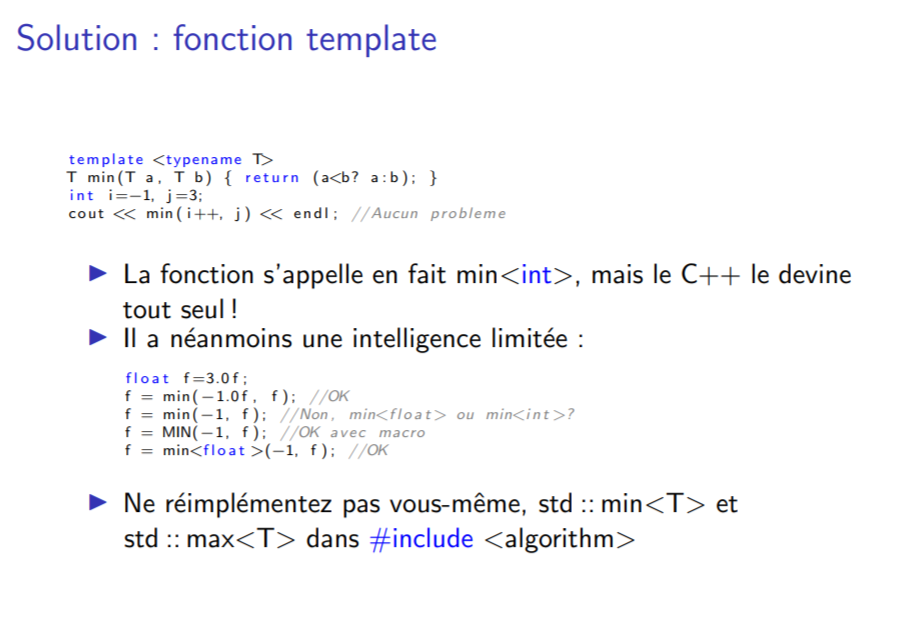 Solution : fonction template
template <typename T>
T min(T a, T b) { return (a<b? a:b); }
int i=−1, j=3;
cout << min(i++, j) << endl; //Aucun probleme
▶ La fonction s'appelle en fait min<int>, mais le C++ le devine
tout seul !
▶ Il a néanmoins une intelligence limitée :
float f=3.0f;
f = min(−1.0f, f); //OK
f = min(−1, f); //Non, min<float> ou min<int>?
f = MIN(−1, f); //OK avec macro
f = min<float>(−1, f); //OK
▶ Ne réimplémentez pas vous-même, std :: min<T> et
std :: max<T> dans #include <algorithm>